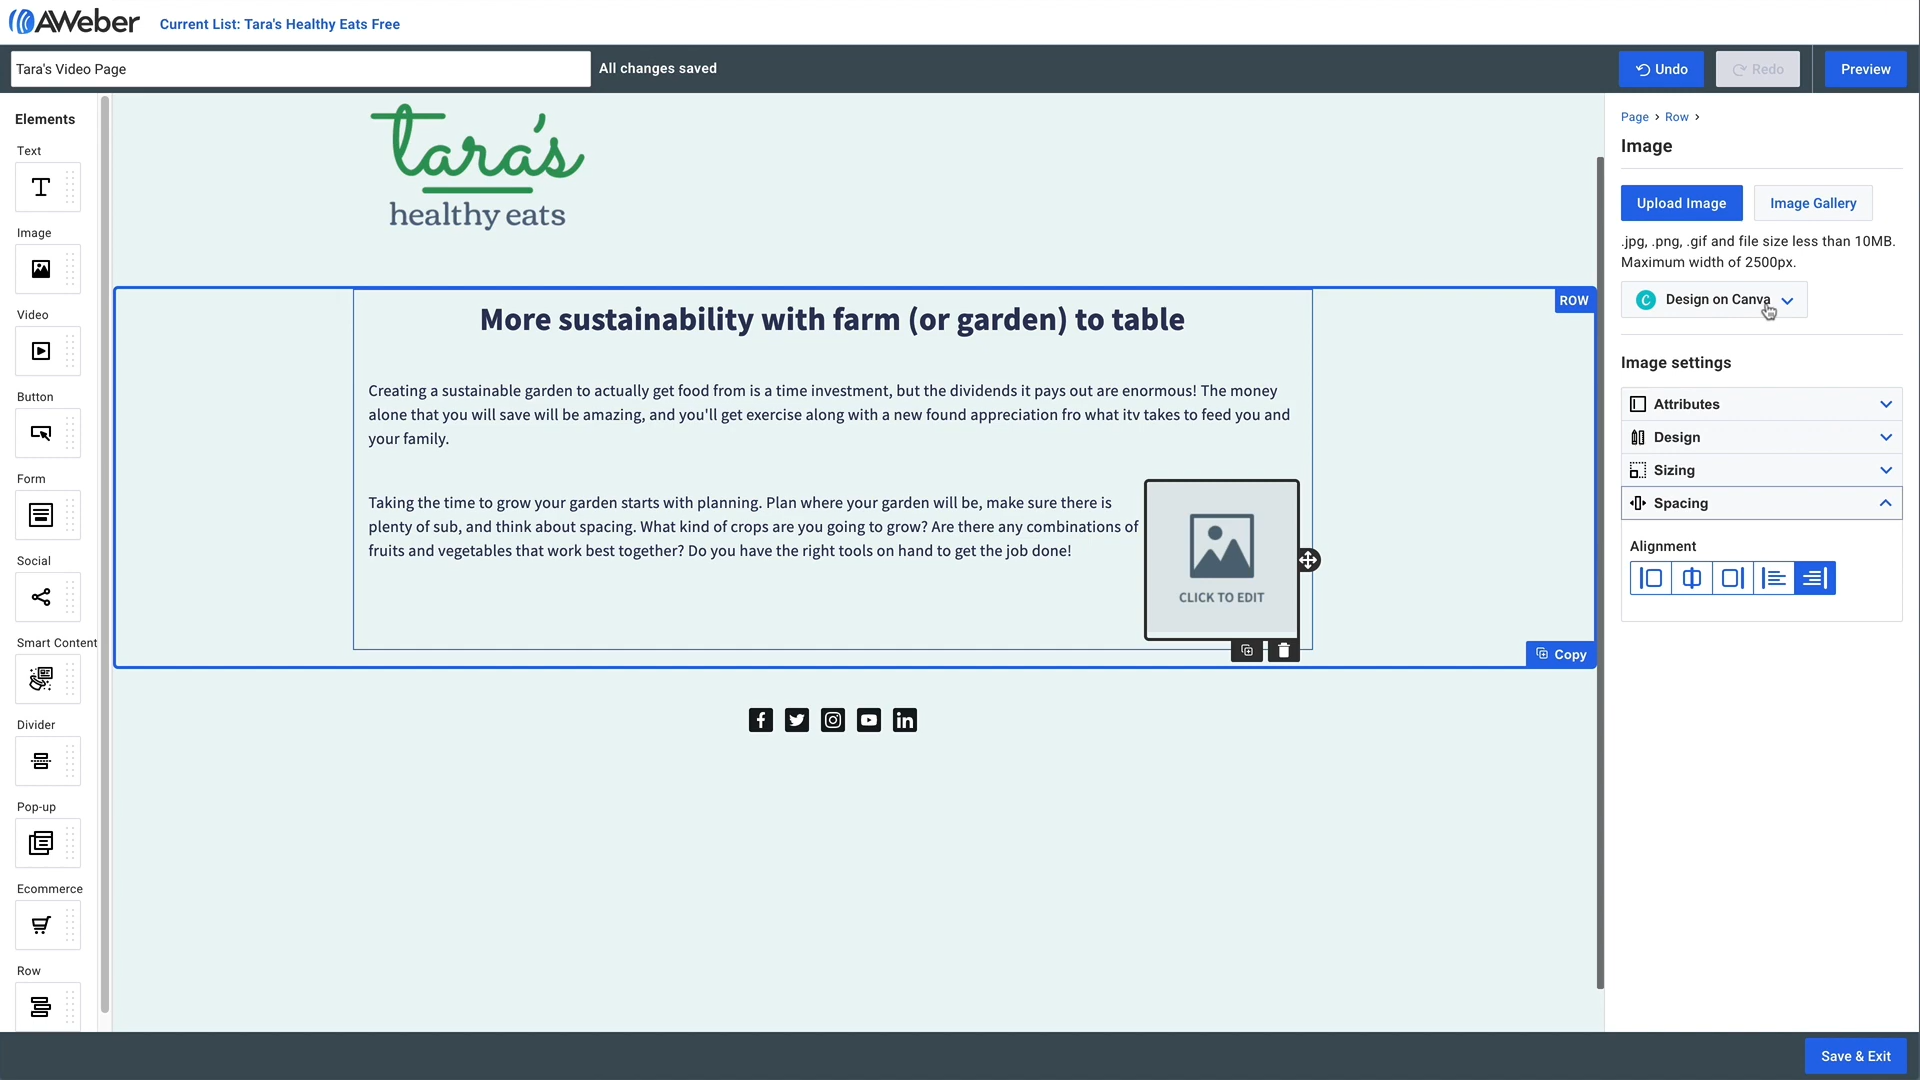 AWeber
Current List: Tara's Healthy Eats Free
Tara's Video Page
All changes saved
Undo
Redo
Preview
Elements
Text
Image
Video
Button
Form
Social
Smart Content
Divider
Pop-up
Ecommerce
Row
tara's
healthy eats
ROW
More sustainability with farm (or garden) to table
Creating a sustainable garden to actually get food from is a time investment, but the dividends it pays out are enormous! The money
alone that you will save will be amazing, and you'll get exercise along with a new found appreciation fro what itv takes to feed you and
your family.
Taking the time to grow your garden starts with planning. Plan where your garden will be, make sure there is
plenty of sub, and think about spacing. What kind of crops are you going to grow? Are there any combinations of
fruits and vegetables that work best together? Do you have the right tools on hand to get the job done!
CLICK TO EDIT
Copy
Page > Row >
Image
Upload Image
Image Gallery
.jpg, .png, .gif and file size less than 10MB.
Maximum width of 2500px.
C Design on Canva
Image settings
Attributes
Design
Sizing
Spacing
Alignment
Save & Exit